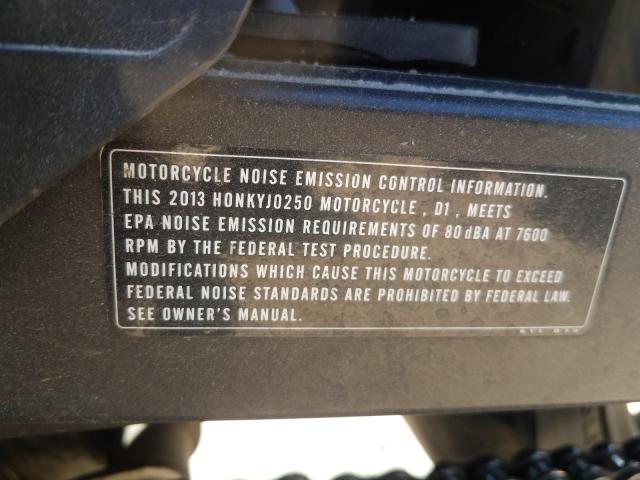 MOTORCYCLE NOISE EMISSION CONTROL INFORMATION.
THIS 2013 HONKYJ0250 MOTORCYCLE , D1 , MEETS
EPA NOISE EMISSION REQUIREMENTS OF 80 dBA AT 7600
RPM BY THE FEDERAL TEST PROCEDURE.
MODIFICATIONS WHICH CAUSE THIS MOTORCYCLE TO EXCEED
FEDERAL NOISE STANDARDS ARE PROHIBITED BY FEDERAL LAW.
SEE OWNER'S MANUAL.